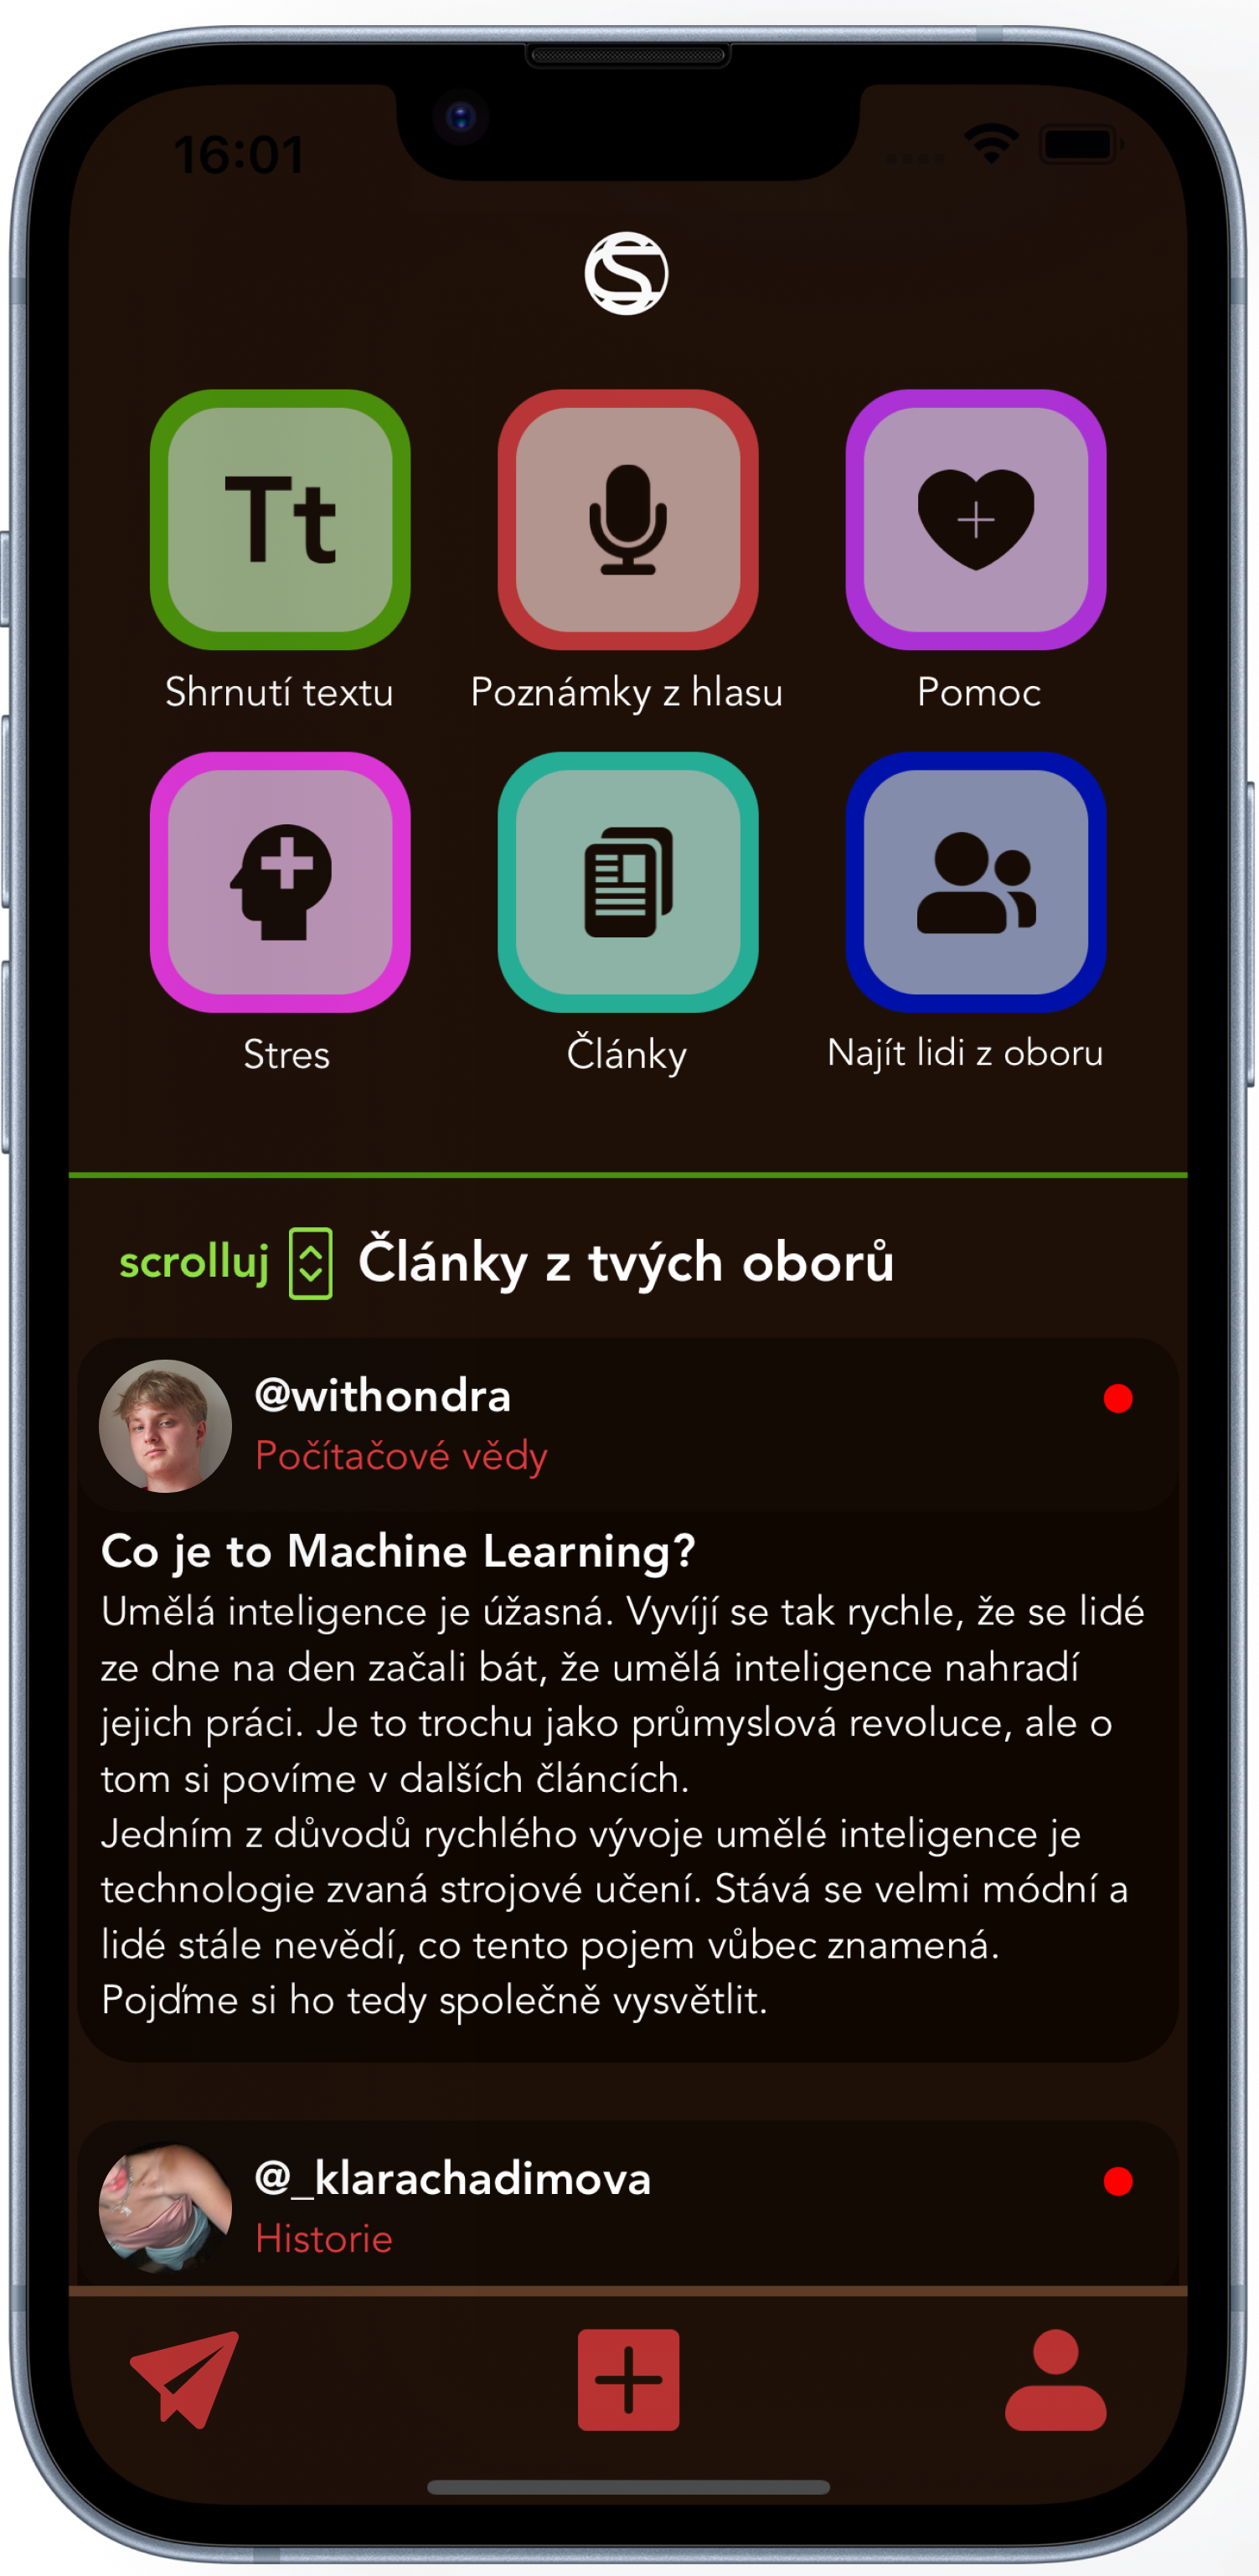 16:01
S
Tt
Shrnutí textu
Poznámky z hlasu
Pomoc
Stres
Články
Najít lidi z oboru
scrolluj
Články z tvých oborů
@withondra
Počítačové vědy
Co je to Machine Learning?
Umělá inteligence je úžasná. Vyvíjí se tak rychle, že se lidé
ze dne na den začali bát, že umělá inteligence nahradí
jejich práci. Je to trochu jako průmyslová revoluce, ale o
tom si povíme v dalších článcích.
Jedním z důvodů rychlého vývoje umělé inteligence je
technologie zvaná strojové učení. Stává se velmi módní a
lidé stále nevědí, co tento pojem vůbec znamená.
Pojďme si ho tedy společně vysvětlit.
@_klarachadimova
Historie